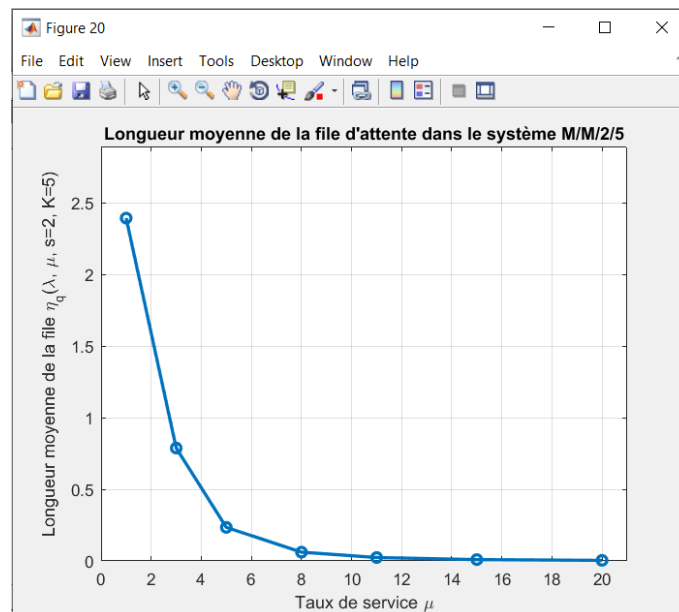 Figure 20
File Edit View Insert Tools Desktop Window Help
Longueur moyenne de la file d'attente dans le système M/M/2/5
Longueur moyenne de la file η_q(λ, μ, s=2, K=5)
2.5
2
1.5
1
0.5
0
0 2 4 6 8 10 12 14 16 18 20
Taux de service μ